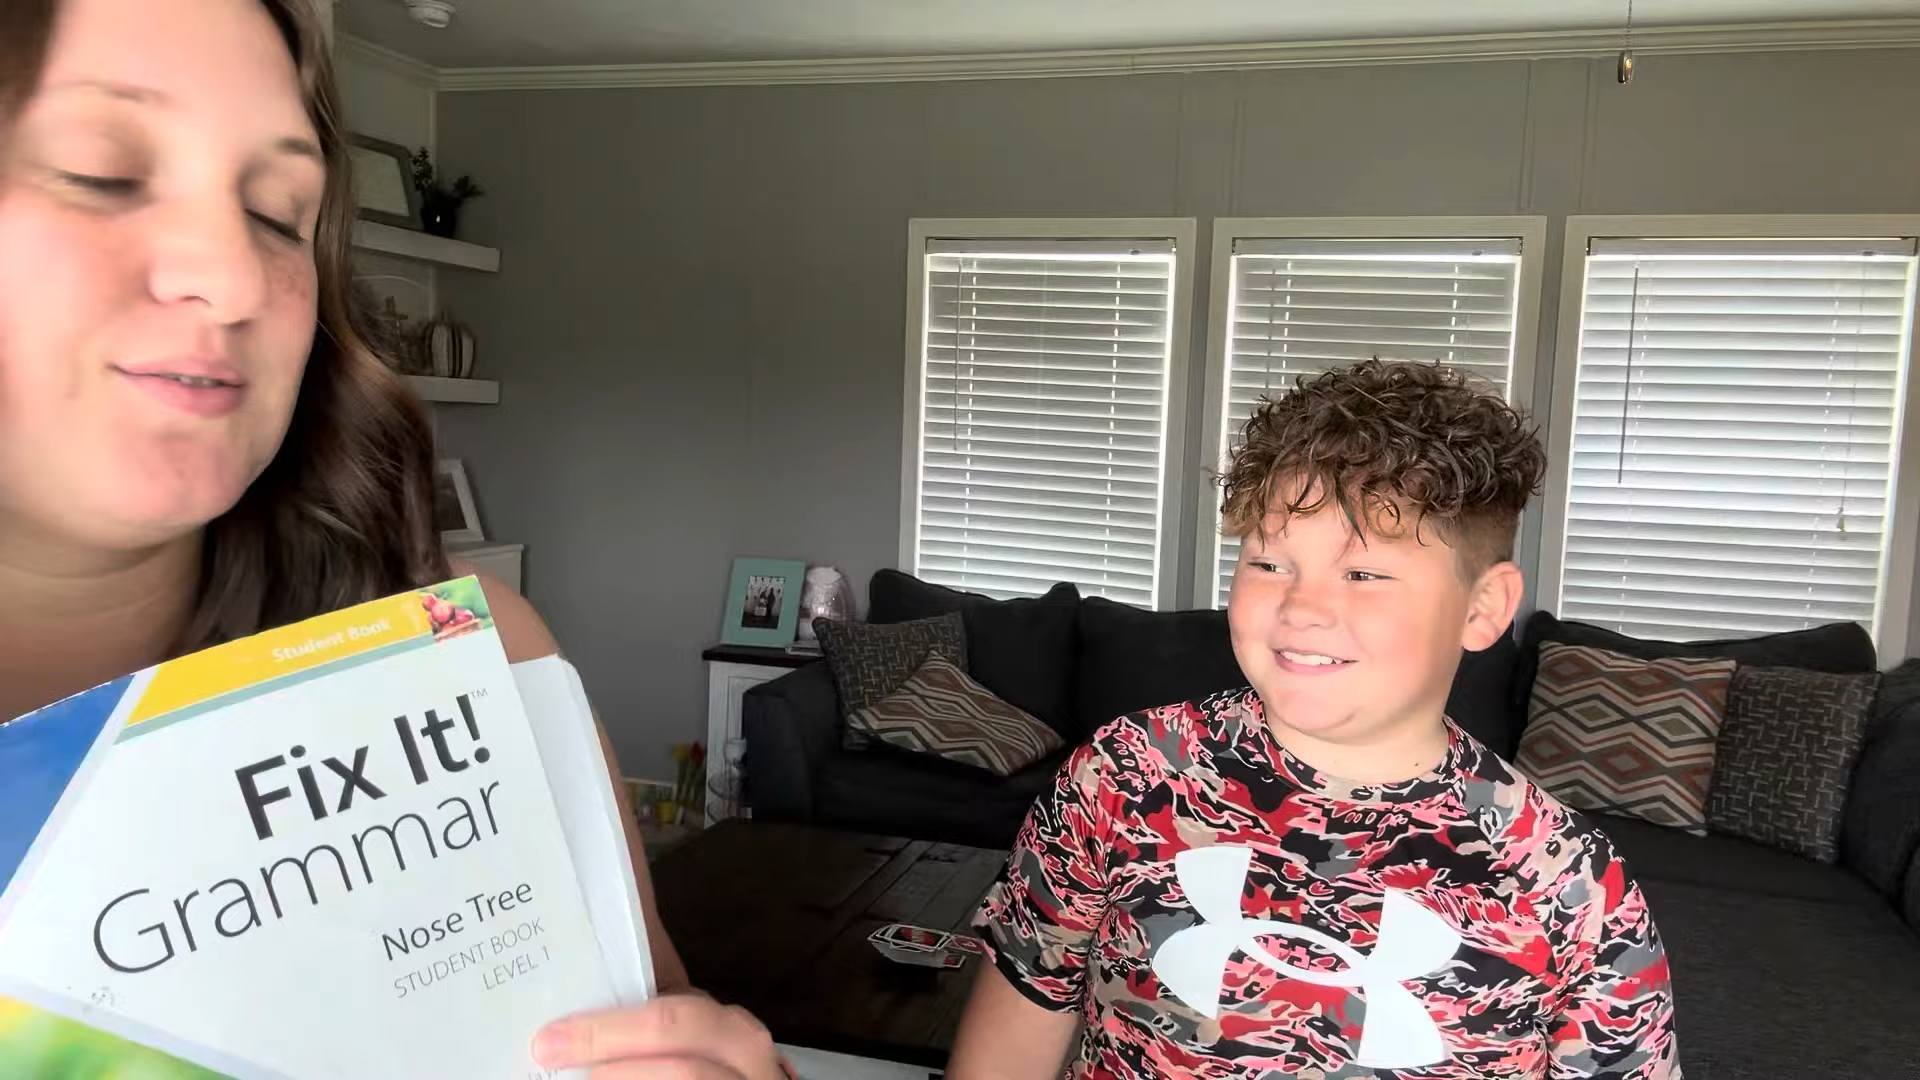 Student Book
Fix It!™
Grammar
Nose Tree
STUDENT BOOK
LEVEL 1